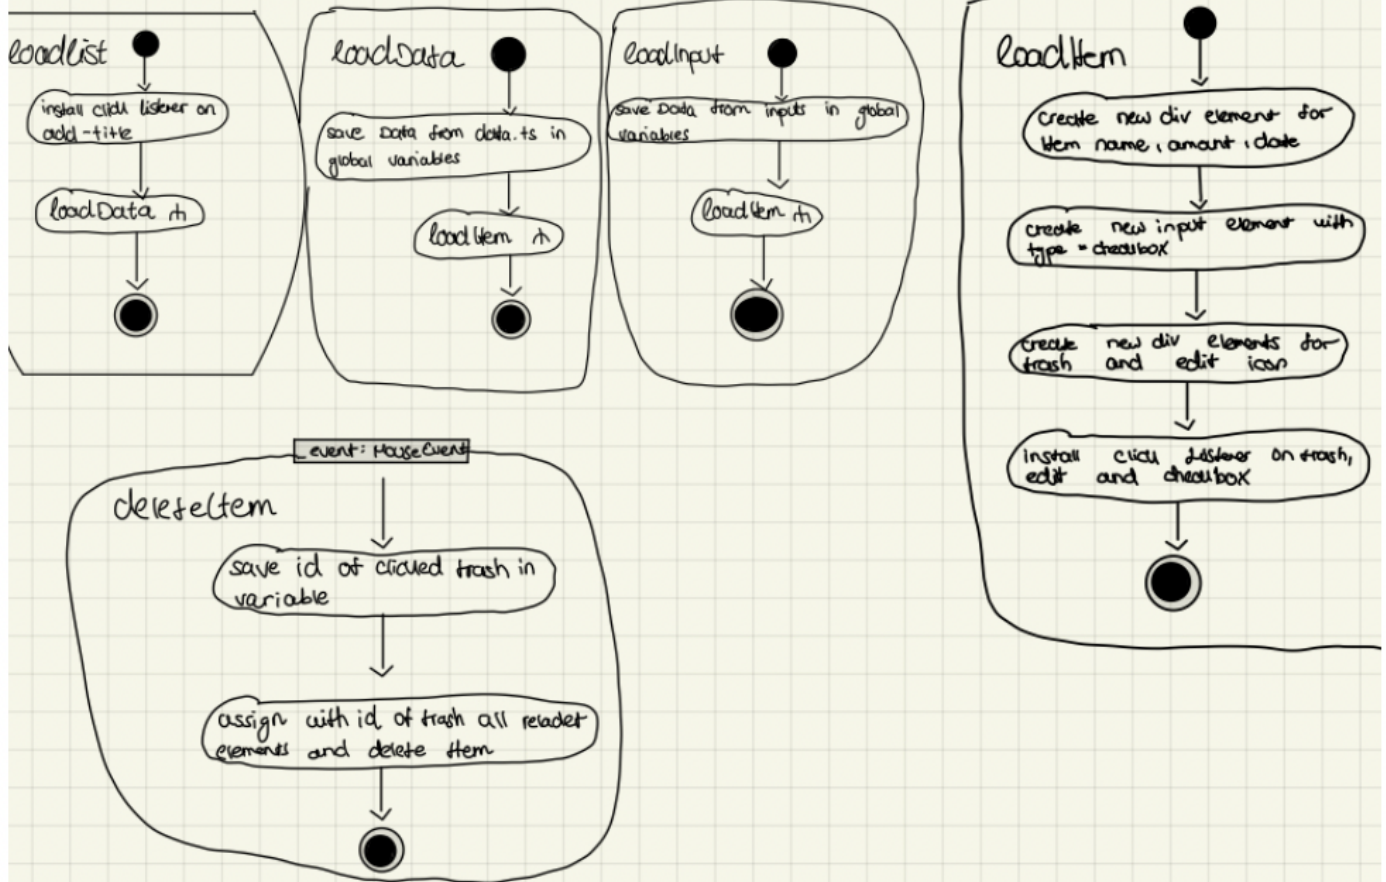 loadlist
install click listener on
add-title
loadData
loadData
save Data from data.ts in
global variables
loadItem
loadInput
save Data from inputs in global
variables
loadItem
loadItem
create new div element for
Item name, amant, date
create new input element with
type = checkbox
create new div elements for
trash and edit icon
install click Listener on trash,
edit and checkbox
_event: MouseEvent
deleteItem
save id of clicked trash in
variable
assign with id of trash all reladet
elements and delete Item